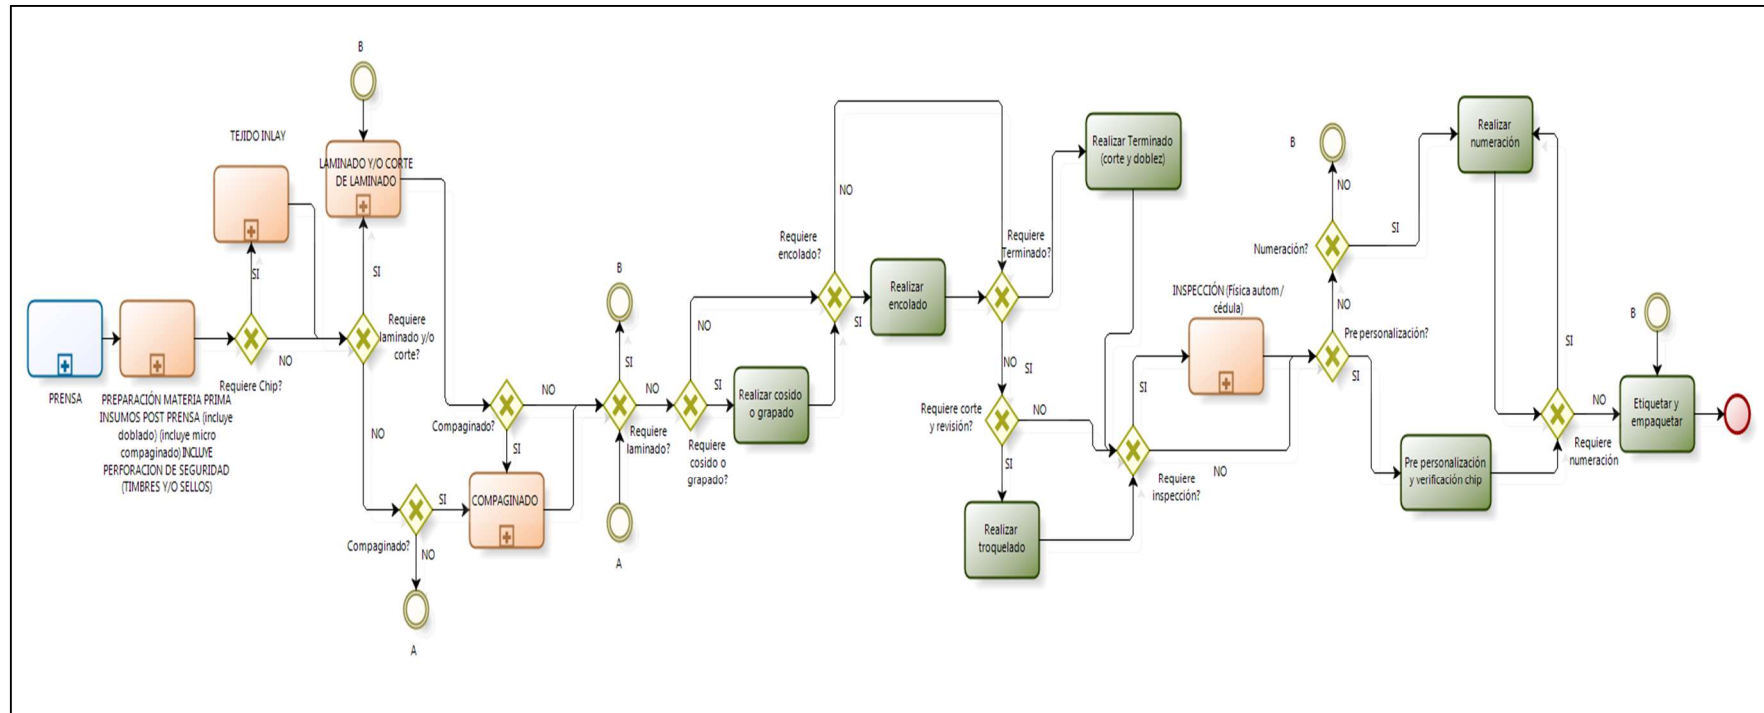 PRENSA
PREPARACIÓN MATERIA PRIMA
INSUMOS POST PRENSA (incluye
doblado) (incluye micro
compaginado) INCLUYE
PERFORACION DE SEGURIDAD
(TIMBRES Y/O SELLOS)
TEJIDO INLAY
SI
NO
Requiere Chip?
B
LAMINADO Y/O CORTE
DE LAMINADO
SI
Requiere
laminado y/o
corte?
NO
Compaginado?
SI
NO
A
Compaginado?
NO
SI
COMPAGINADO
B
SI
NO
Requiere
laminado?
A
NO
SI
Requiere
cosido o
grapado?
Realizar cosido
o grapado
Requiere
encolado?
NO
SI
Realizar
encolado
Requiere
Terminado?
SI
NO
Realizar Terminado
(corte y doblez)
Requiere corte
y revisión?
NO
SI
Realizar
troquelado
Requiere
inspección?
SI
NO
INSPECCIÓN (Física autom /
cédula)
Pre personalización?
NO
SI
B
NO
Numeración?
SI
Realizar
numeración
Pre personalización
y verificación chip
SI
NO
Requiere
numeración
B
Etiquetar y
empaquetar